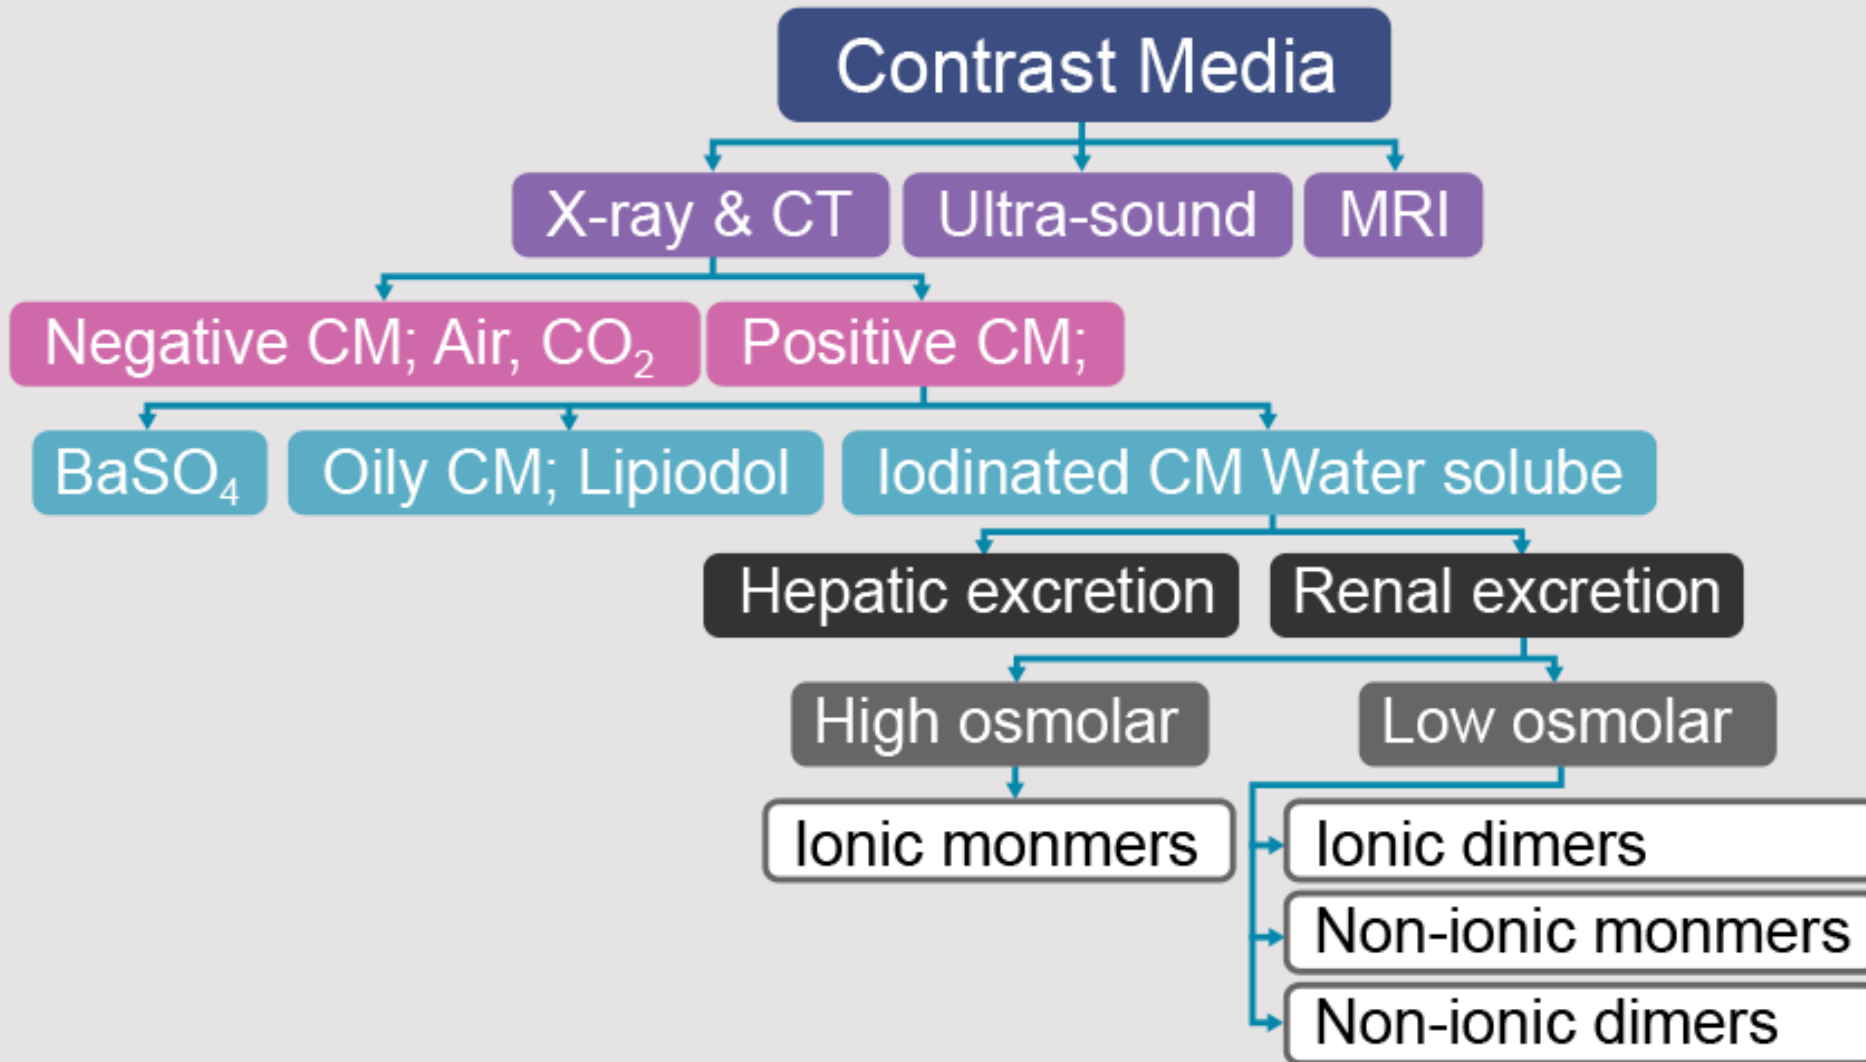 Contrast Media
X-ray & CT
Ultra-sound
MRI
Negative CM; Air, CO₂
Positive CM;
BaSO₄
Oily CM; Lipiodol
Iodinated CM Water solube
Hepatic excretion
Renal excretion
High osmolar
Low osmolar
Ionic monmers
Ionic dimers
Non-ionic monmers
Non-ionic dimers